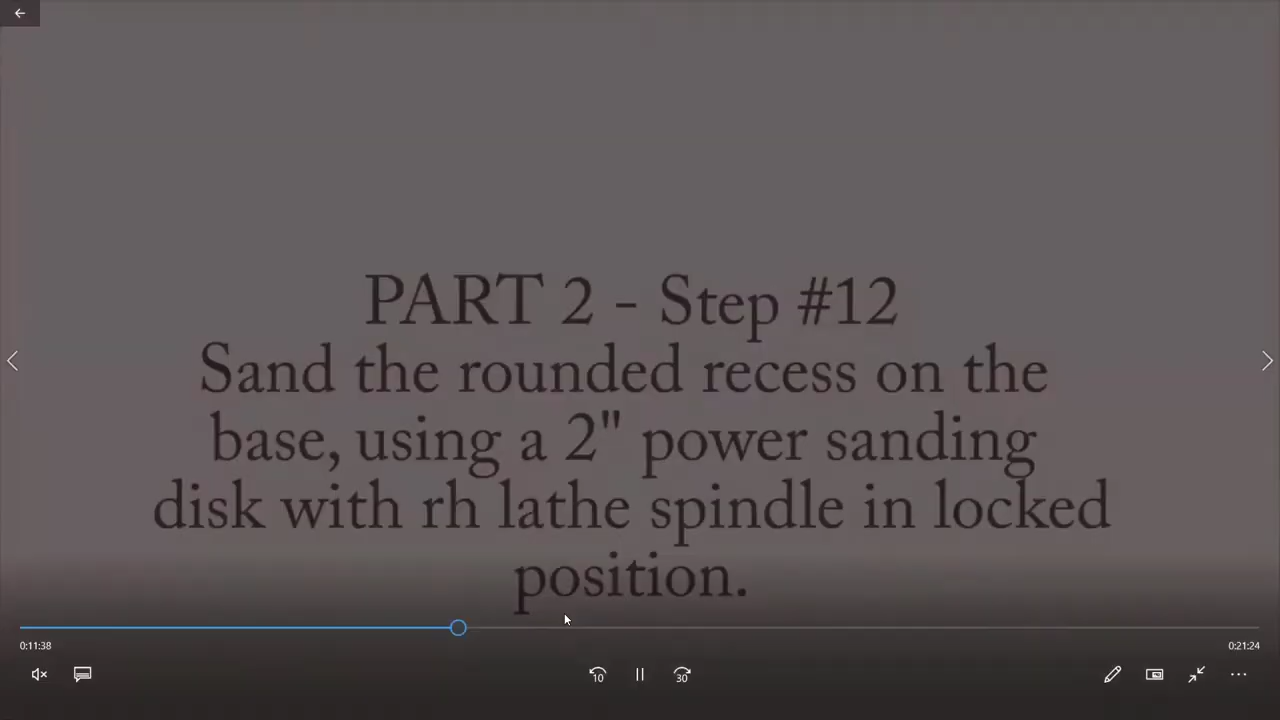 PART 2 - Step #12
Sand the rounded recess on the
base, using a 2" power sanding
disk with rh lathe spindle in locked
position.
0:11:38
0:21:24
10
30